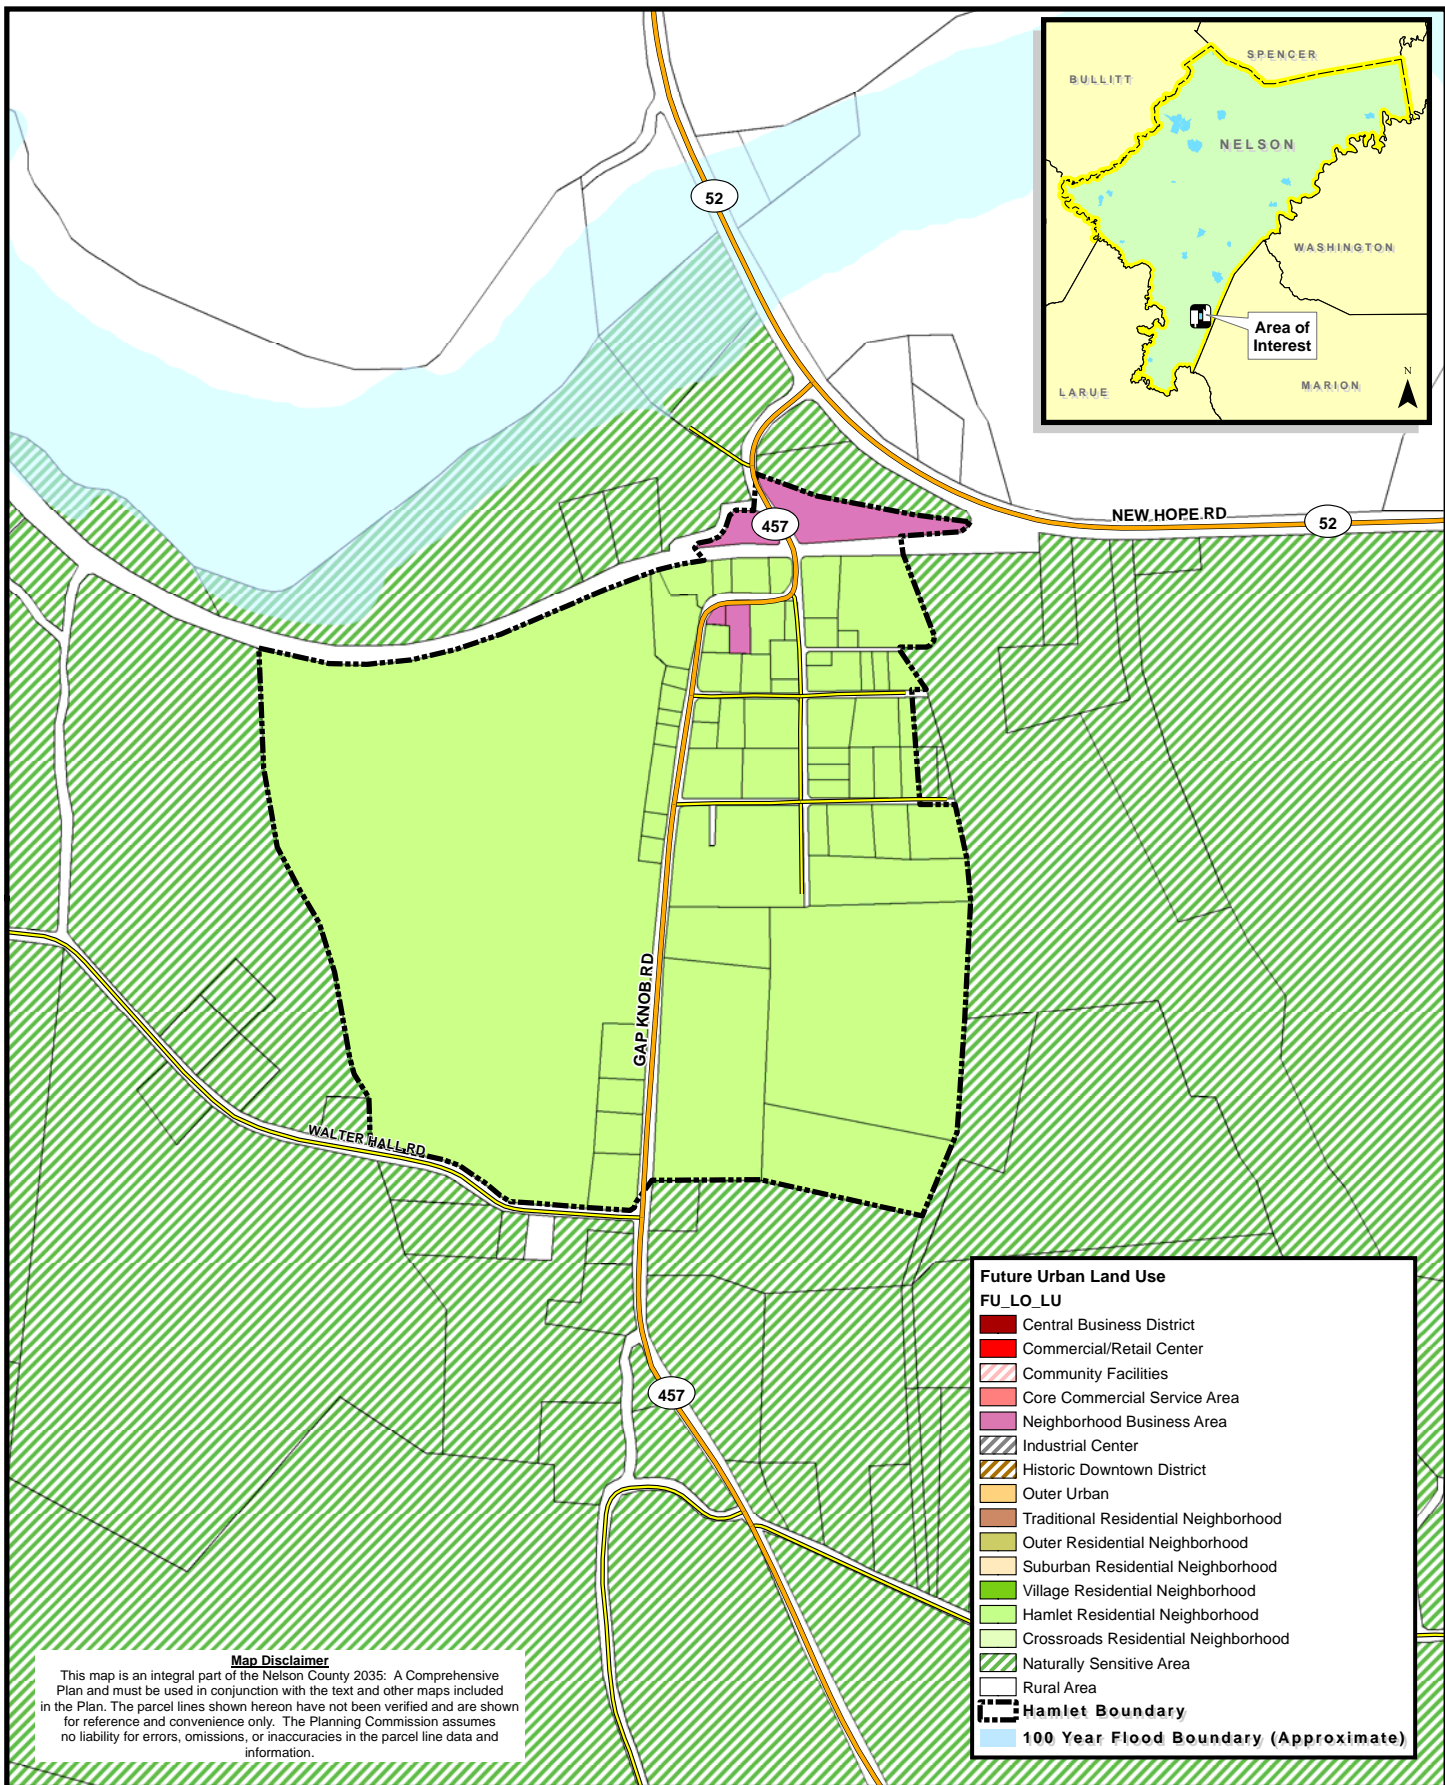 SPENCER
BULLITT
NELSON
WASHINGTON
Area of
Interest
N
MARION
LARUE
52
457
NEW HOPE RD
52
GAP KNOB RD
WALTER HALL RD
457
Future Urban Land Use
FU_LO_LU
Central Business District
Commercial/Retail Center
Community Facilities
Core Commercial Service Area
Neighborhood Business Area
Industrial Center
Historic Downtown District
Outer Urban
Traditional Residential Neighborhood
Outer Residential Neighborhood
Suburban Residential Neighborhood
Village Residential Neighborhood
Hamlet Residential Neighborhood
Crossroads Residential Neighborhood
Naturally Sensitive Area
Rural Area
Hamlet Boundary
100 Year Flood Boundary (Approximate)
Map Disclaimer
This map is an integral part of the Nelson County 2035: A Comprehensive
Plan and must be used in conjunction with the text and other maps included
in the Plan. The parcel lines shown hereon have not been verified and are shown
for reference and convenience only. The Planning Commission assumes
no liability for errors, omissions, or inaccuracies in the parcel line data and
information.